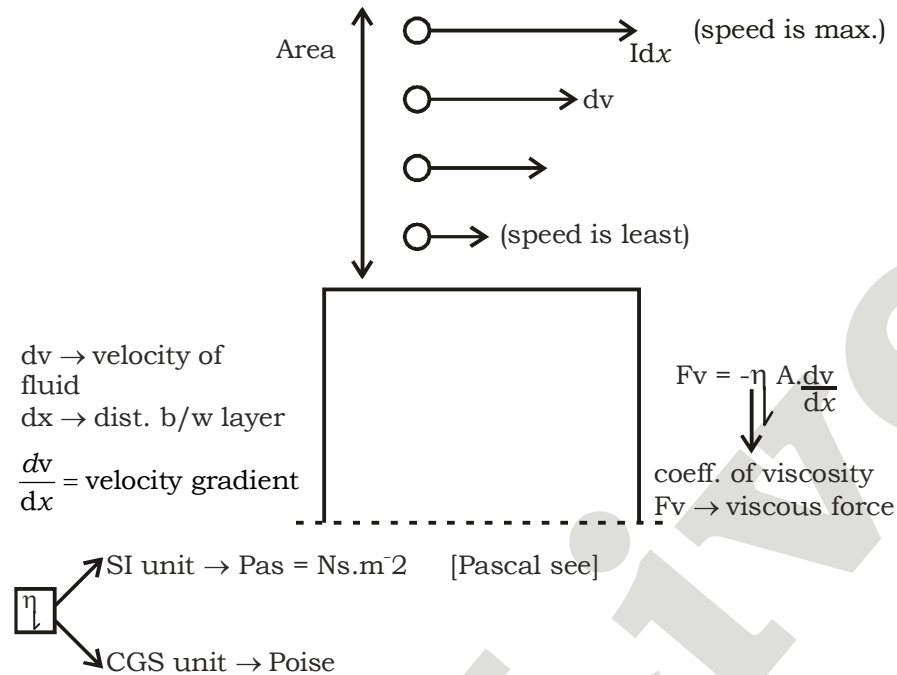 Area
(speed is max.)
Idx
dv
(speed is least)
dv → velocity of
fluid
dx → dist. b/w layer
dv/dx = velocity gradient
Fv = -η A.dv/dx
coeff. of viscosity
Fv → viscous force
SI unit → Pas = Ns.m⁻2 [Pascal see]
η
CGS unit → Poise